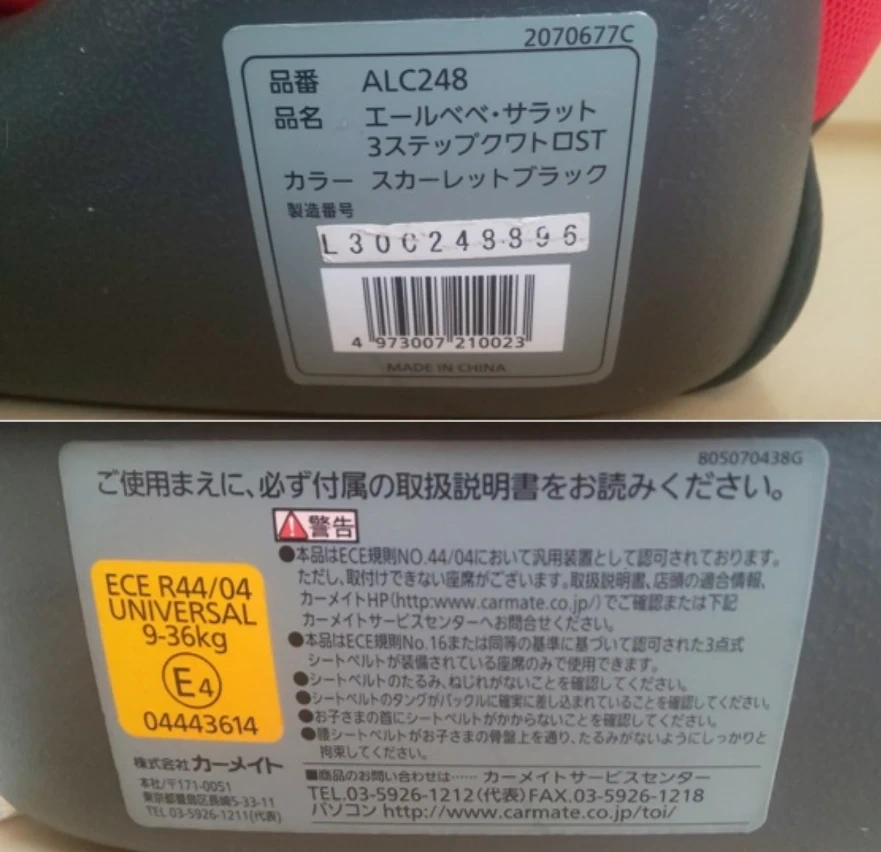 2070677C
品番 ALC248
品名 エールベベ・サラット
3ステップクワトロST
カラー スカーレットブラック
製造番号
L30C248896
4 973007 210023
MADE IN CHINA
805070438G
ご使用まえに、必ず付属の取扱説明書をお読みください。
警告
●本品はECE規則NO.44/04において汎用装置として認可されております。
ただし、取付けできない座席がございます。取扱説明書、店頭の適合情報、
カーメイトHP(http:www.carmate.co.jp/)でご確認または下記
カーメイトサービスセンターへお問合せください。
●本品はECE規則No.16または同等の基準に基づいて認可された3点式
シートベルトが装備されている座席のみで使用できます。
●シートベルトのたるみ、ねじれがないことを確認してください。
●シートベルトのタングがバックルに確実に差し込まれていることを確認してください。
●お子さまの首にシートベルトがかからないことを確認してください。
●腰シートベルトがお子さまの骨盤上を通り、たるみがないようにしっかりと
拘束してください。
ECE R44/04
UNIVERSAL
9-36kg
E4
04443614
株式会社 カーメイト
本社/〒171-0051
東京都豊島区長崎5-33-11
TEL 03-5926-1211(代表)
■商品のお問い合わせは…… カーメイトサービスセンター
TEL.03-5926-1212(代表)FAX.03-5926-1218
パソコン http://www.carmate.co.jp/toi/